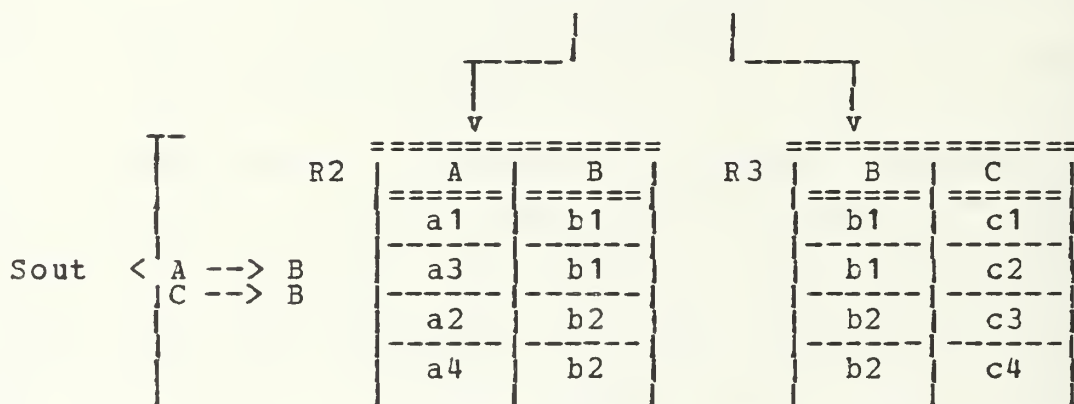 R2 A B R3 B C
a1 b1 b1 c1
Sout < A --> B a3 b1 b1 c2
C --> B
a2 b2 b2 c3
a4 b2 b2 c4